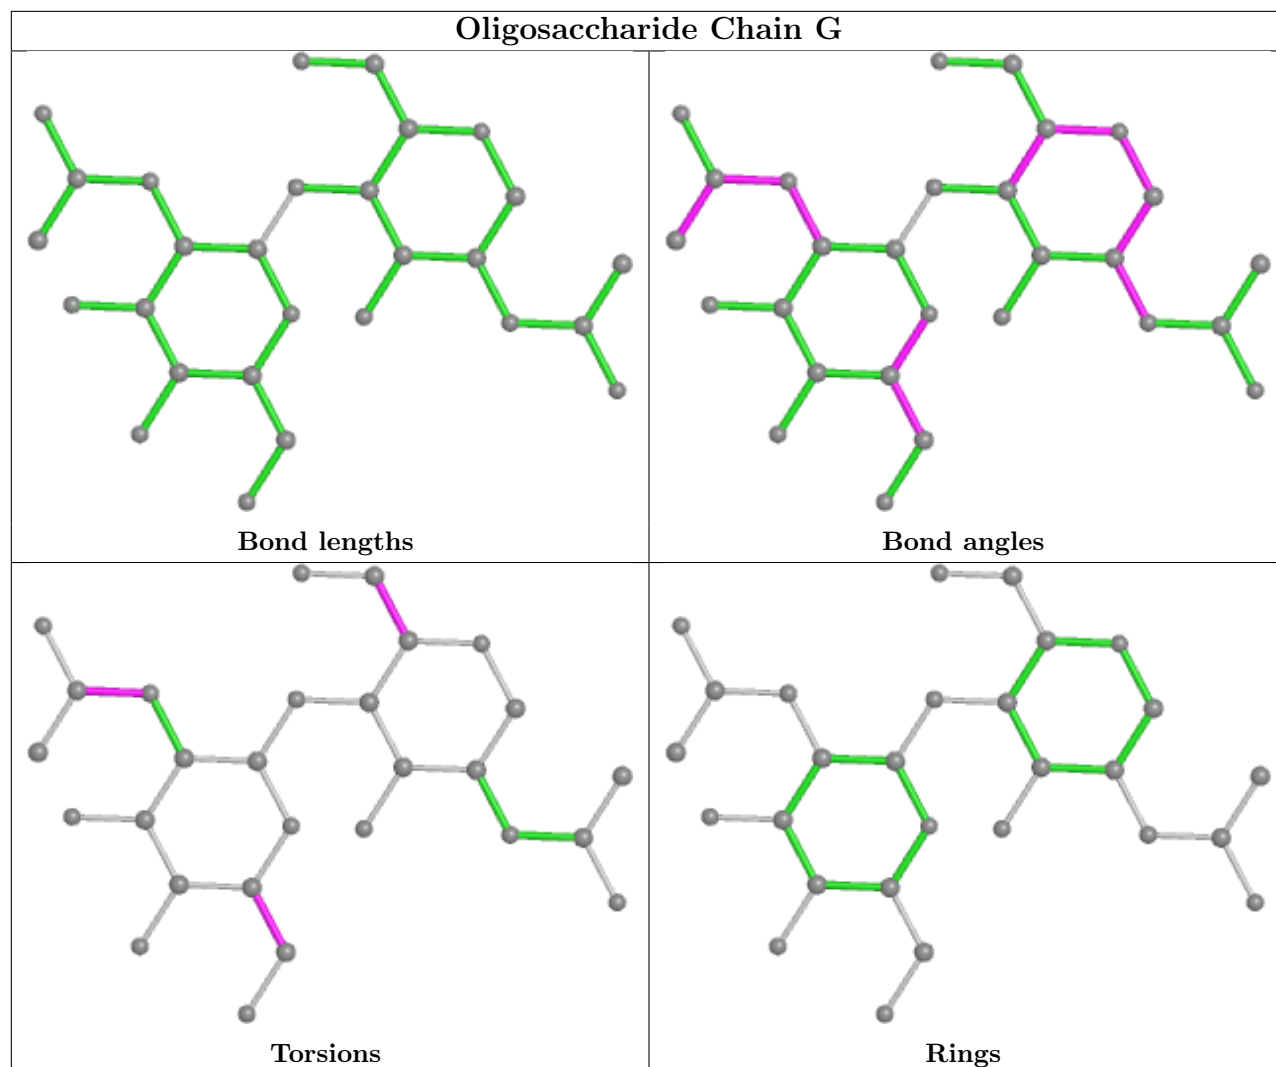 Oligosaccharide Chain G
Bond lengths
Bond angles
Torsions
Rings